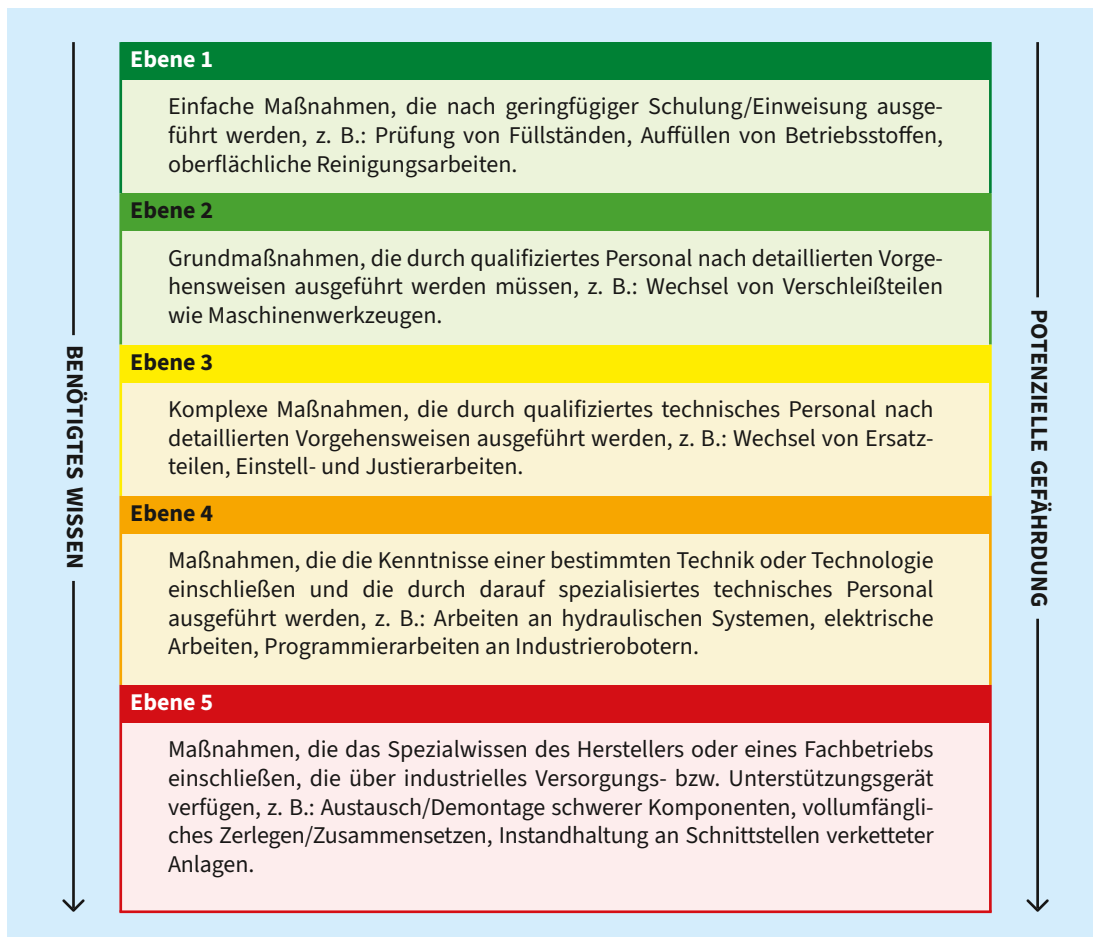 Ebene 1
Einfache Maßnahmen, die nach geringfügiger Schulung/Einweisung ausge-
führt werden, z. B.: Prüfung von Füllständen, Auffüllen von Betriebsstoffen,
oberflächliche Reinigungsarbeiten.
Ebene 2
Grundmaßnahmen, die durch qualifiziertes Personal nach detaillierten Vorge-
hensweisen ausgeführt werden müssen, z. B.: Wechsel von Verschleißteilen
wie Maschinenwerkzeugen.
Ebene 3
Komplexe Maßnahmen, die durch qualifiziertes technisches Personal nach
detaillierten Vorgehensweisen ausgeführt werden, z. B.: Wechsel von Ersatz-
teilen, Einstell- und Justierarbeiten.
Ebene 4
Maßnahmen, die die Kenntnisse einer bestimmten Technik oder Technologie
einschließen und die durch darauf spezialisiertes technisches Personal
ausgeführt werden, z. B.: Arbeiten an hydraulischen Systemen, elektrische
Arbeiten, Programmierarbeiten an Industrierobotern.
Ebene 5
Maßnahmen, die das Spezialwissen des Herstellers oder eines Fachbetriebs
einschließen, die über industrielles Versorgungs- bzw. Unterstützungsgerät
verfügen, z. B.: Austausch/Demontage schwerer Komponenten, vollumfängli-
ches Zerlegen/Zusammensetzen, Instandhaltung an Schnittstellen verketteter
Anlagen.
BENÖTIGTES WISSEN
POTENZIELLE GEFÄHRDUNG